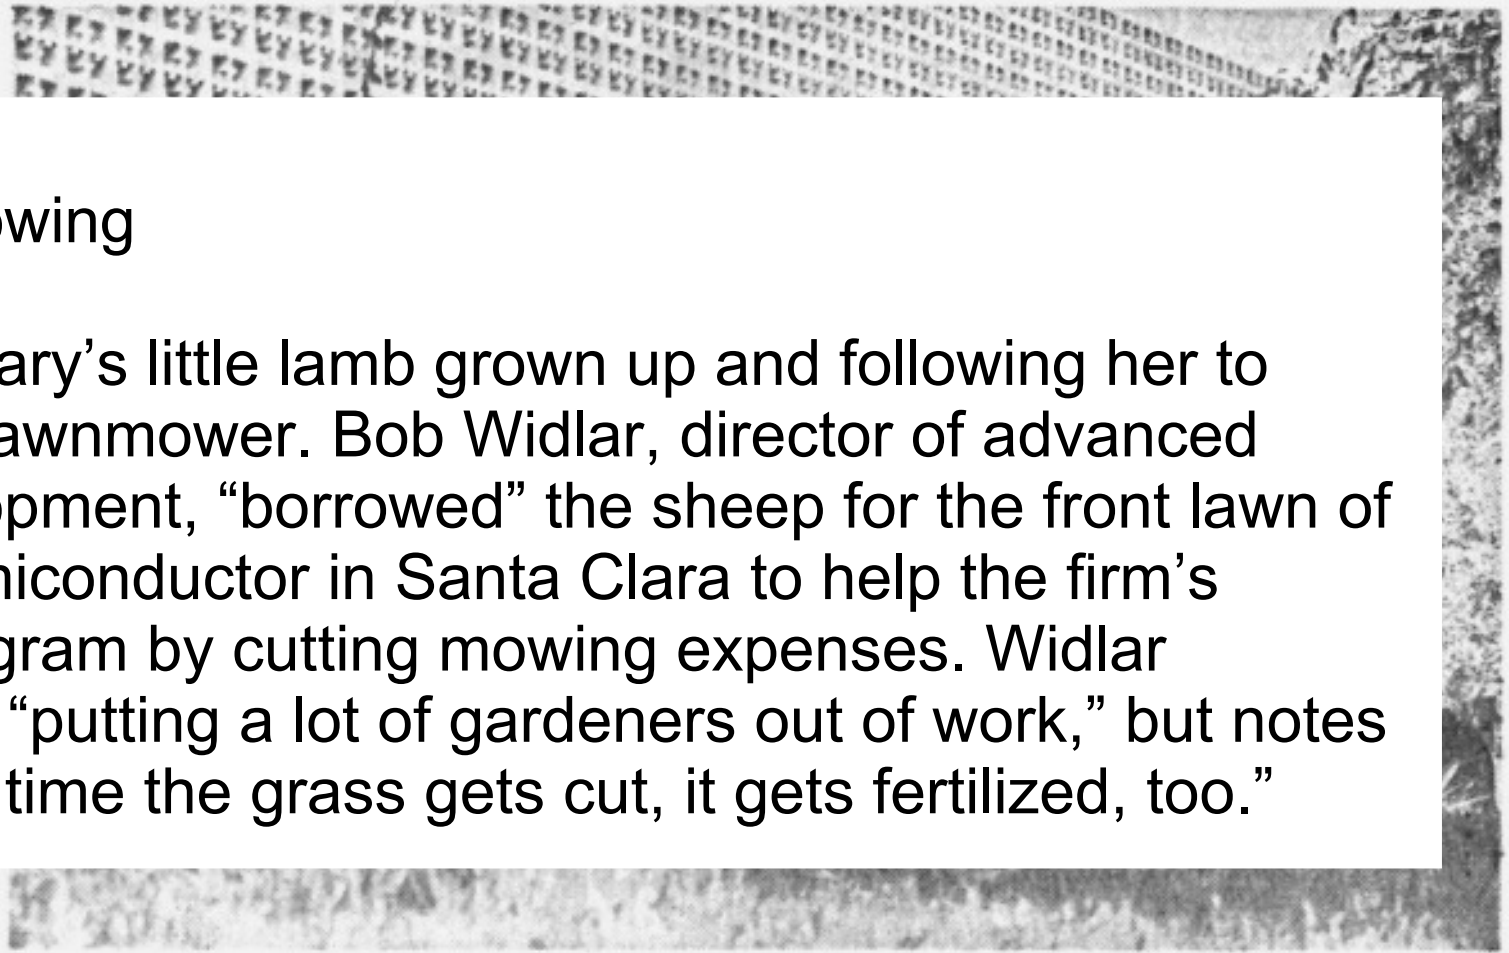 owing
ary’s little lamb grown up and following her to
awnmower. Bob Widlar, director of advanced
opment, “borrowed” the sheep for the front lawn of
niconductor in Santa Clara to help the firm’s
gram by cutting mowing expenses. Widlar
“putting a lot of gardeners out of work,” but notes
time the grass gets cut, it gets fertilized, too.”